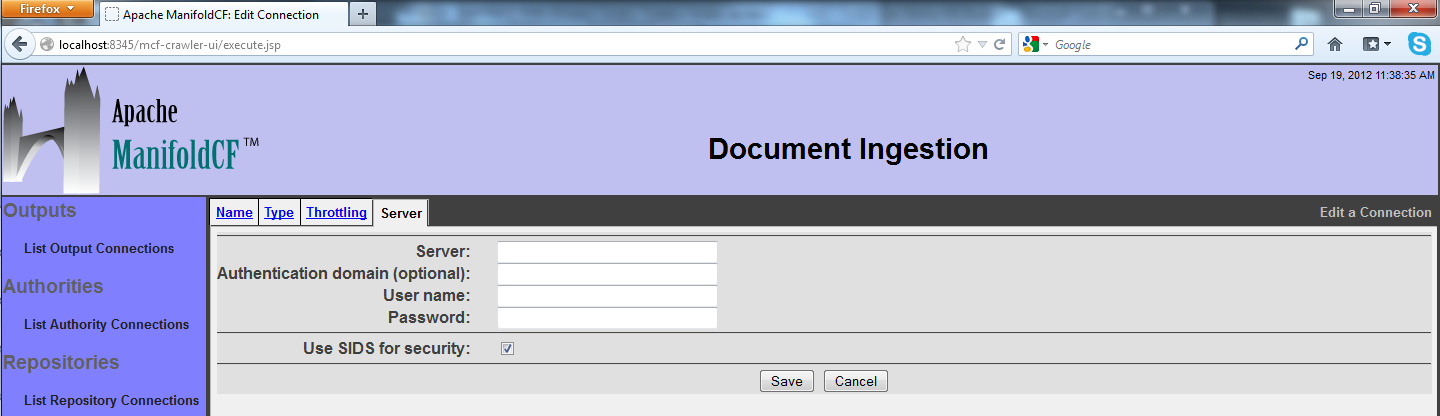 Firefox
Apache ManifoldCF: Edit Connection
localhost:8345/mcf-crawler-ui/execute.jsp
Google
Sep 19, 2012 11:38:35 AM
Apache
ManifoldCF™
Document Ingestion
Outputs
List Output Connections
Authorities
List Authority Connections
Repositories
List Repository Connections
Name Type Throttling Server
Edit a Connection
Server:
Authentication domain (optional):
User name:
Password:
Use SIDS for security:
Save Cancel